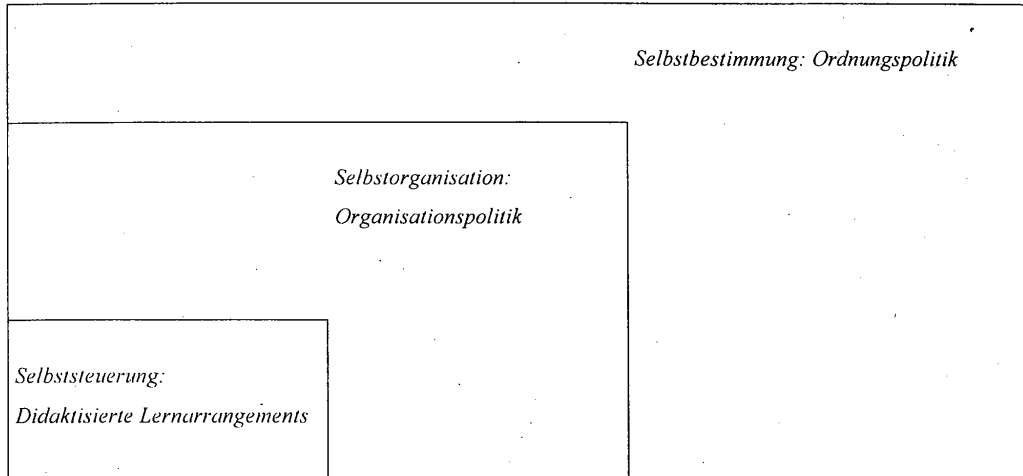 Selbstbestimmung: Ordnungspolitik
Selbstorganisation:
Organisationspolitik
Selbststeuerung:
Didaktisierte Lernarrangements